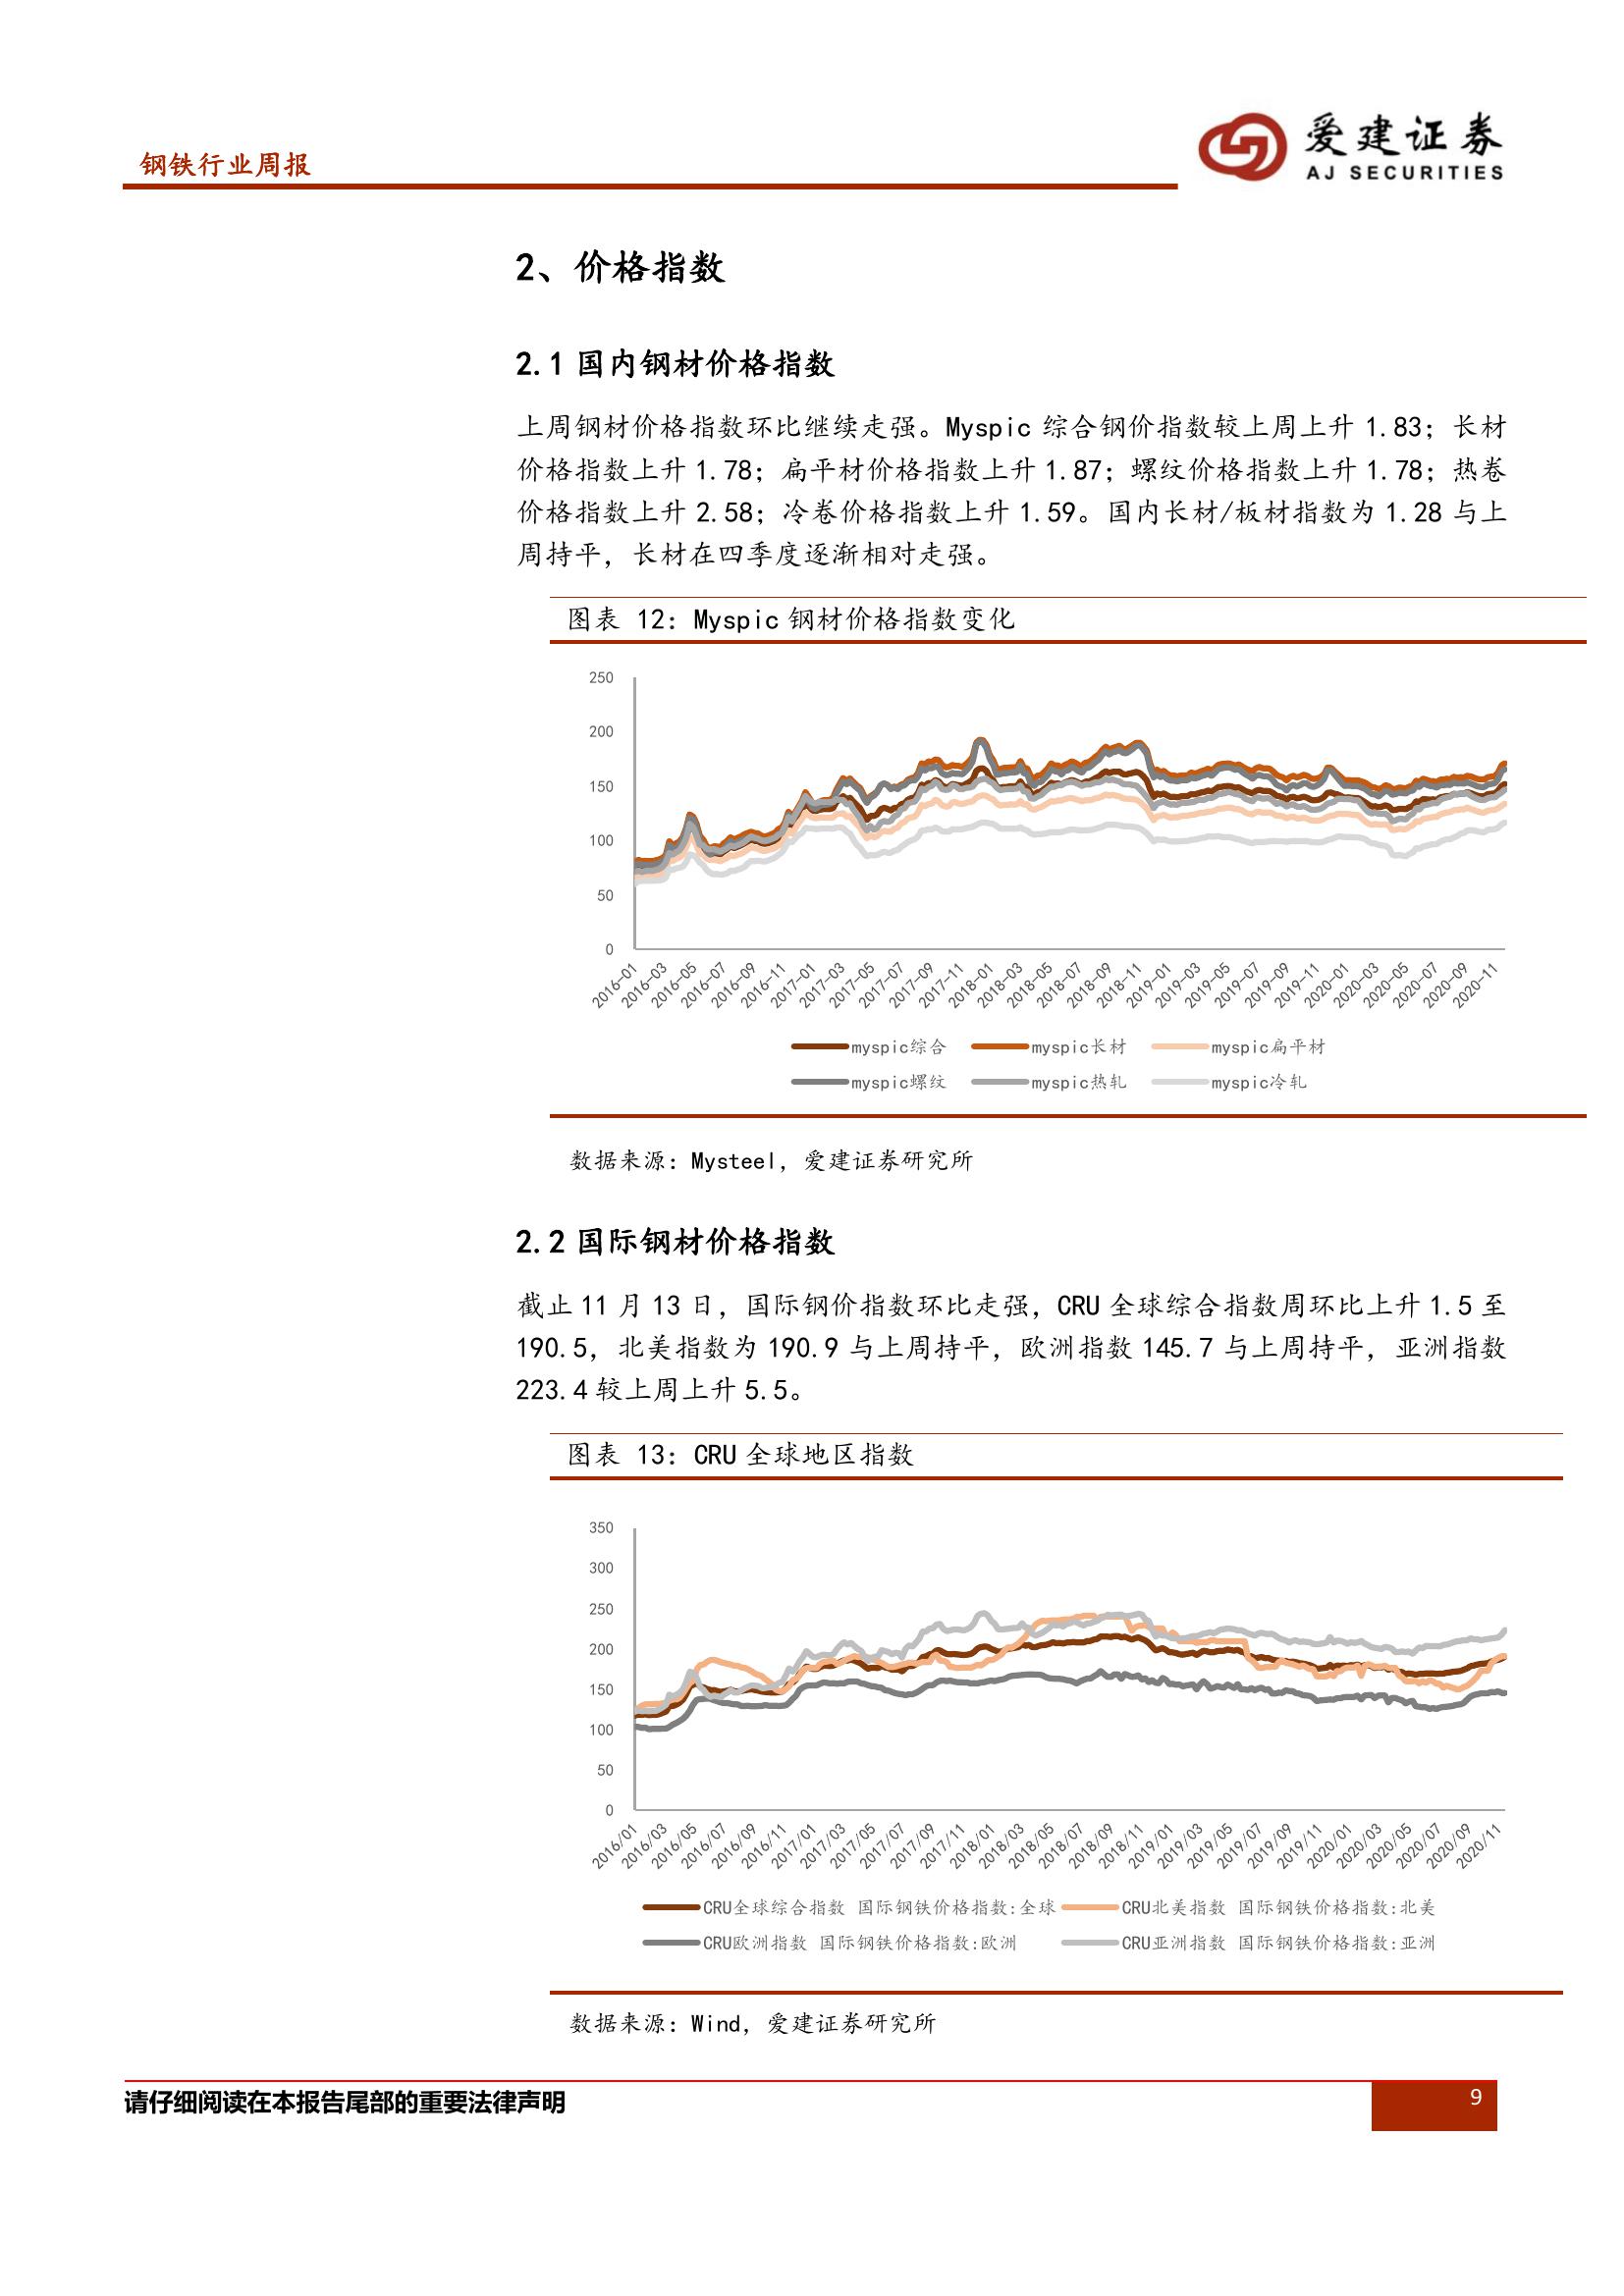 钢铁行业周报
爱建证券
AJ SECURITIES
2、价格指数
2.1 国内钢材价格指数
上周钢材价格指数环比继续走强。Myspic 综合钢价指数较上周上升 1.83；长材
价格指数上升 1.78；扁平材价格指数上升 1.87；螺纹价格指数上升 1.78；热卷
价格指数上升 2.58；冷卷价格指数上升 1.59。国内长材/板材指数为 1.28 与上
周持平，长材在四季度逐渐相对走强。
图表 12：Myspic 钢材价格指数变化
250
200
150
100
50
0
2016-01 2016-03 2016-05 2016-07 2016-09 2016-11 2017-01 2017-03 2017-05 2017-07 2017-09 2017-11 2018-01 2018-03 2018-05 2018-07 2018-09 2018-11 2019-01 2019-03 2019-05 2019-07 2019-09 2019-11 2020-01 2020-03 2020-05 2020-07 2020-09 2020-11
myspic综合 myspic长材 myspic扁平材
myspic螺纹 myspic热轧 myspic冷轧
数据来源：Mysteel，爱建证券研究所
2.2 国际钢材价格指数
截止 11 月 13 日，国际钢价指数环比走强，CRU 全球综合指数周环比上升 1.5 至
190.5，北美指数为 190.9 与上周持平，欧洲指数 145.7 与上周持平，亚洲指数
223.4 较上周上升 5.5。
图表 13：CRU 全球地区指数
350
300
250
200
150
100
50
0
2016/01 2016/03 2016/05 2016/07 2016/09 2016/11 2017/01 2017/03 2017/05 2017/07 2017/09 2017/11 2018/01 2018/03 2018/05 2018/07 2018/09 2018/11 2019/01 2019/03 2019/05 2019/07 2019/09 2019/11 2020/01 2020/03 2020/05 2020/07 2020/09 2020/11
CRU全球综合指数 国际钢铁价格指数:全球 CRU北美指数 国际钢铁价格指数:北美
CRU欧洲指数 国际钢铁价格指数:欧洲 CRU亚洲指数 国际钢铁价格指数:亚洲
数据来源：Wind，爱建证券研究所
请仔细阅读在本报告尾部的重要法律声明
9